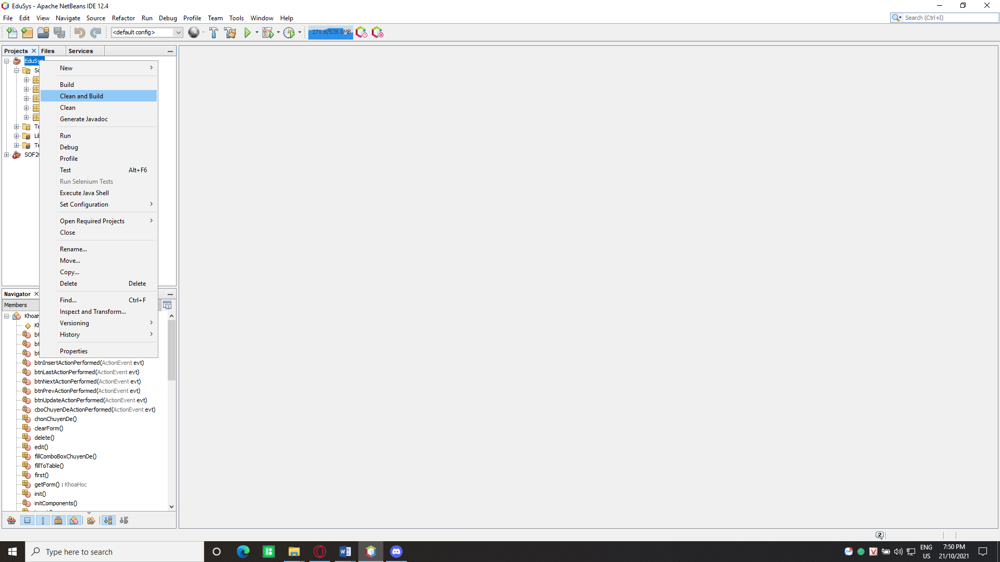 EduSys - Apache NetBeans IDE 12.4
File Edit View Navigate Source Refactor Run Debug Profile Team Tools Window Help
Search (Ctrl+I)
<default config>
271.6/528.0MB
Projects Files Services
EduSys
New
Build
Clean and Build
Clean
Generate Javadoc
Run
Debug
Profile
Test Alt+F6
Run Selenium Tests
Execute Java Shell
Set Configuration
Open Required Projects
Close
Rename...
Move...
Copy...
Delete Delete
Find... Ctrl+F
Inspect and Transform...
Versioning
History
Properties
So
Te
Lib
Te
SOF20
Navigator
Members
KhoaH
Kh
bt
bt
bt
btnInsertActionPerformed(ActionEvent evt)
btnLastActionPerformed(ActionEvent evt)
btnNextActionPerformed(ActionEvent evt)
btnPrevActionPerformed(ActionEvent evt)
btnUpdateActionPerformed(ActionEvent evt)
cboChuyenDeActionPerformed(ActionEvent evt)
chonChuyenDe()
clearForm()
delete()
edit()
fillComboBoxChuyenDe()
fillToTable()
first()
getForm() : KhoaHoc
init()
initComponents()
2
Type here to search
ENG
US
7:50 PM
21/10/2021